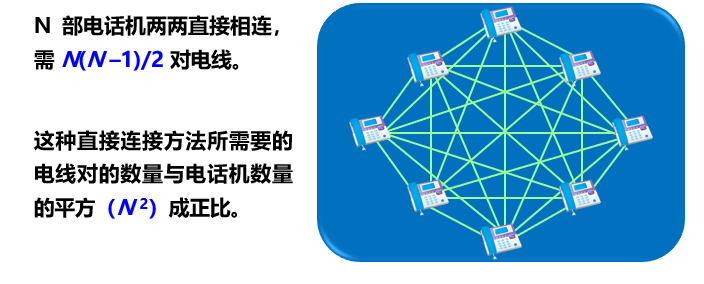 N 部电话机两两直接相连，
需 N(N –1)/2 对电线。
这种直接连接方法所需要的
电线对的数量与电话机数量
的平方（N²）成正比。